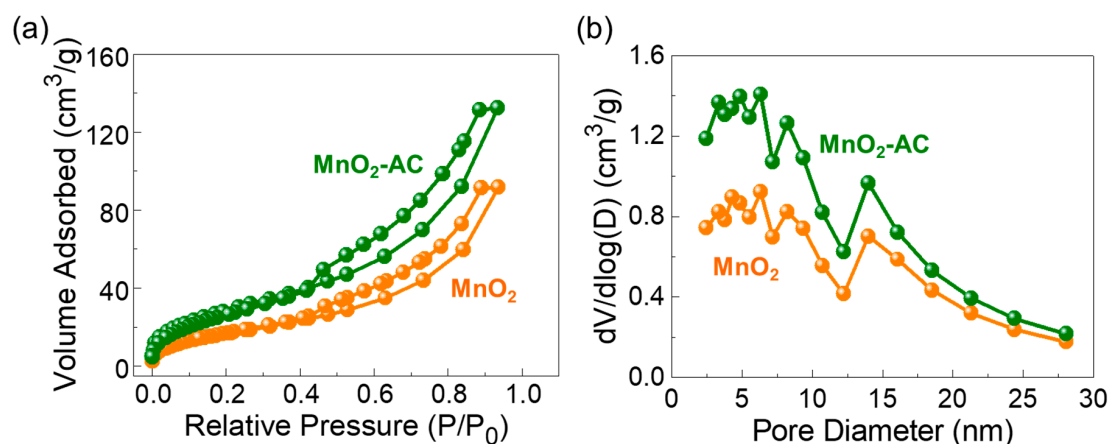 (a)
Volume Adsorbed (cm³/g)
160
120
80
40
0
MnO₂-AC
MnO₂
0.0 0.2 0.4 0.6 0.8 1.0
Relative Pressure (P/P₀)
(b)
dV/dlog(D) (cm³/g)
1.6
1.2
0.8
0.4
0.0
MnO₂-AC
MnO₂
0 5 10 15 20 25 30
Pore Diameter (nm)